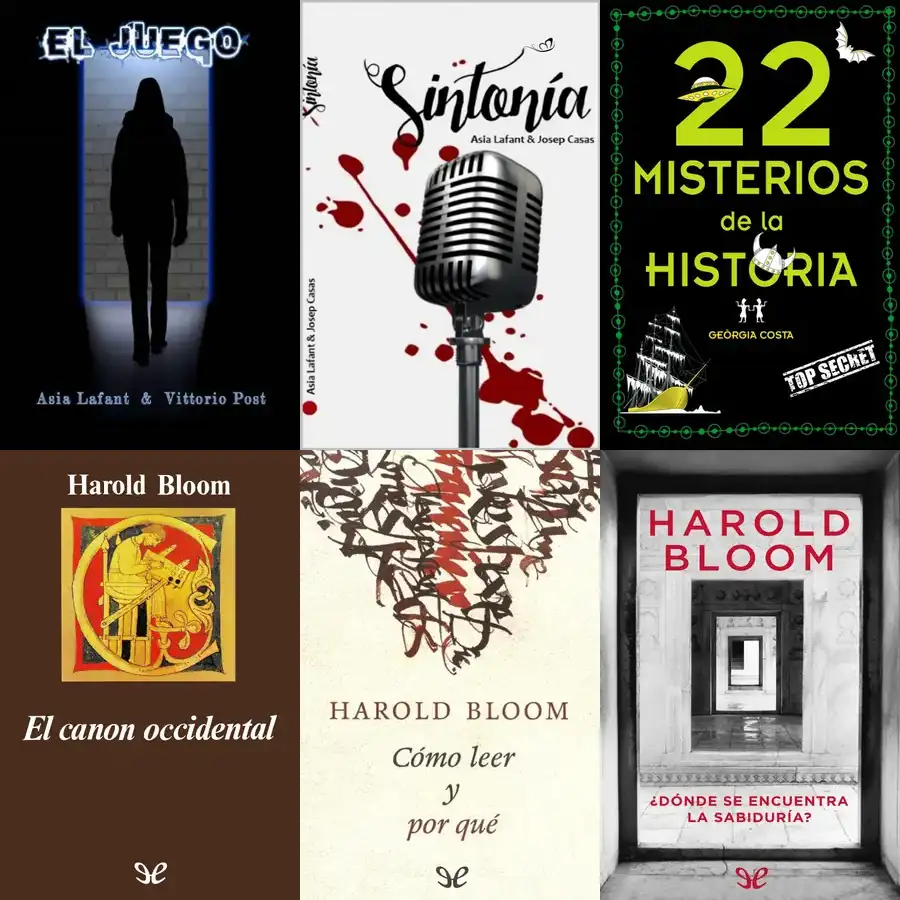 EL JUEGO
Asia Lafant & Vittorio Post
Sintonía
Asia Lafant & Josep Casas
Sintonía
Asia Lafant & Josep Casas
22
MISTERIOS
de la
HISTORIA
GEÒRGIA COSTA
TOP SECRET
Harold Bloom
El canon occidental
HAROLD BLOOM
Cómo leer
y
por qué
HAROLD
BLOOM
¿DÓNDE SE ENCUENTRA
LA SABIDURÍA?